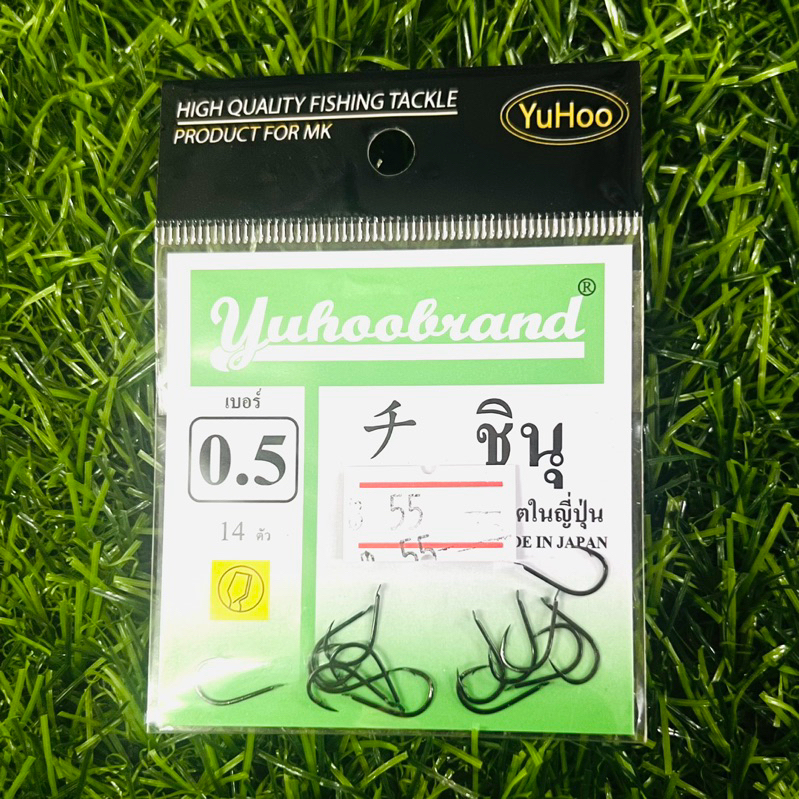 HIGH QUALITY FISHING TACKLE
PRODUCT FOR MK
YuHoo
Yuhoobrand ®
เบอร์
0.5
14 ตัว
チ
ชินุ
55
ตในญี่ปุ่น
DE IN JAPAN
55